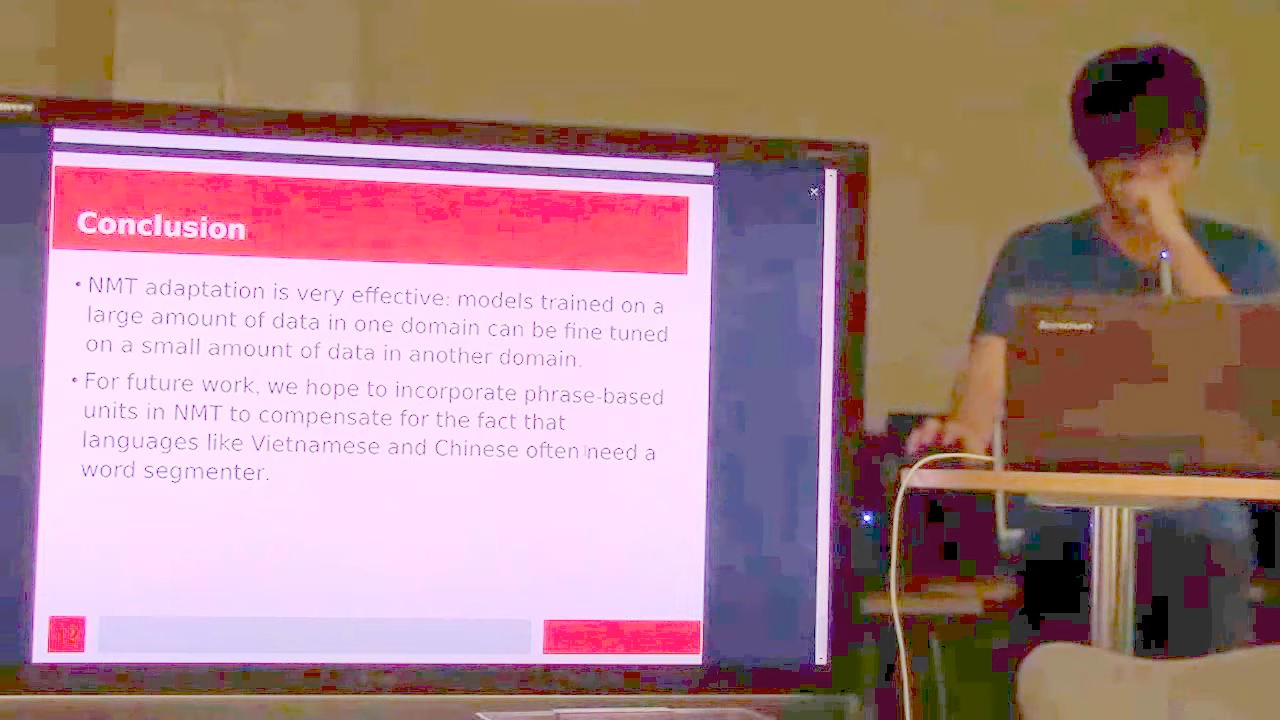 Conclusion
• NMT adaptation is very effective: models trained on a
large amount of data in one domain can be fine tuned
on a small amount of data in another domain.
• For future work, we hope to incorporate phrase-based
units in NMT to compensate for the fact that
languages like Vietnamese and Chinese often need a
word segmenter.
lenovo